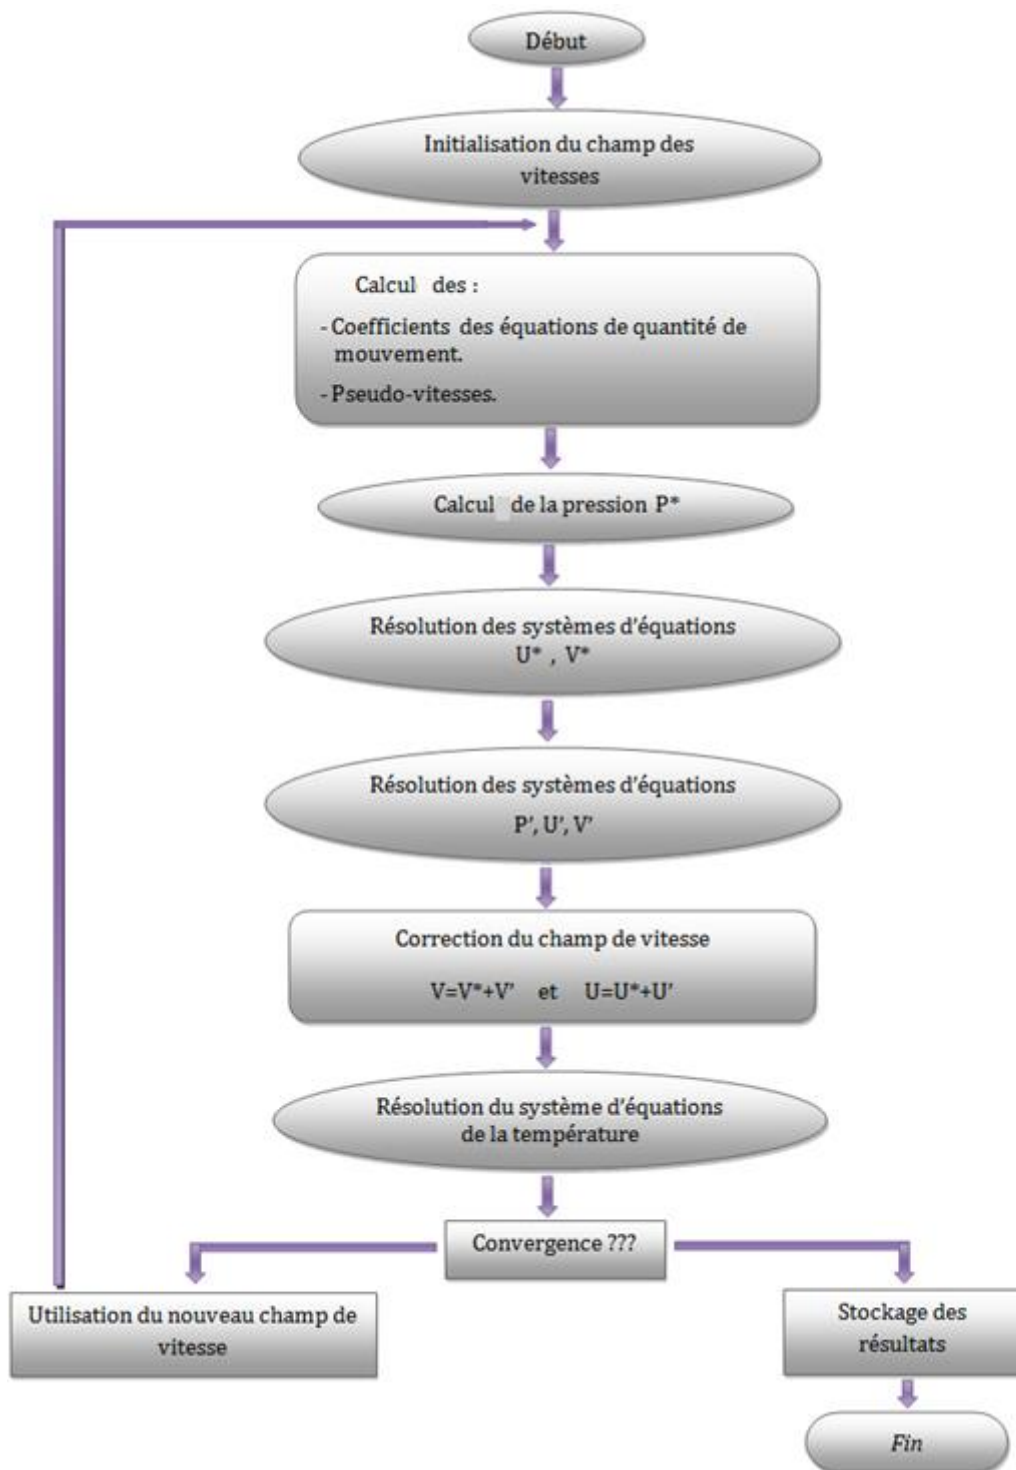 Début
Initialisation du champ des
vitesses
Calcul des :
- Coefficients des équations de quantité de
mouvement.
- Pseudo-vitesses.
Calcul de la pression P*
Résolution des systèmes d'équations
U* , V*
Résolution des systèmes d'équations
P', U', V'
Correction du champ de vitesse
V=V*+V' et U=U*+U'
Résolution du système d'équations
de la température
Convergence ???
Utilisation du nouveau champ de
vitesse
Stockage des
résultats
Fin